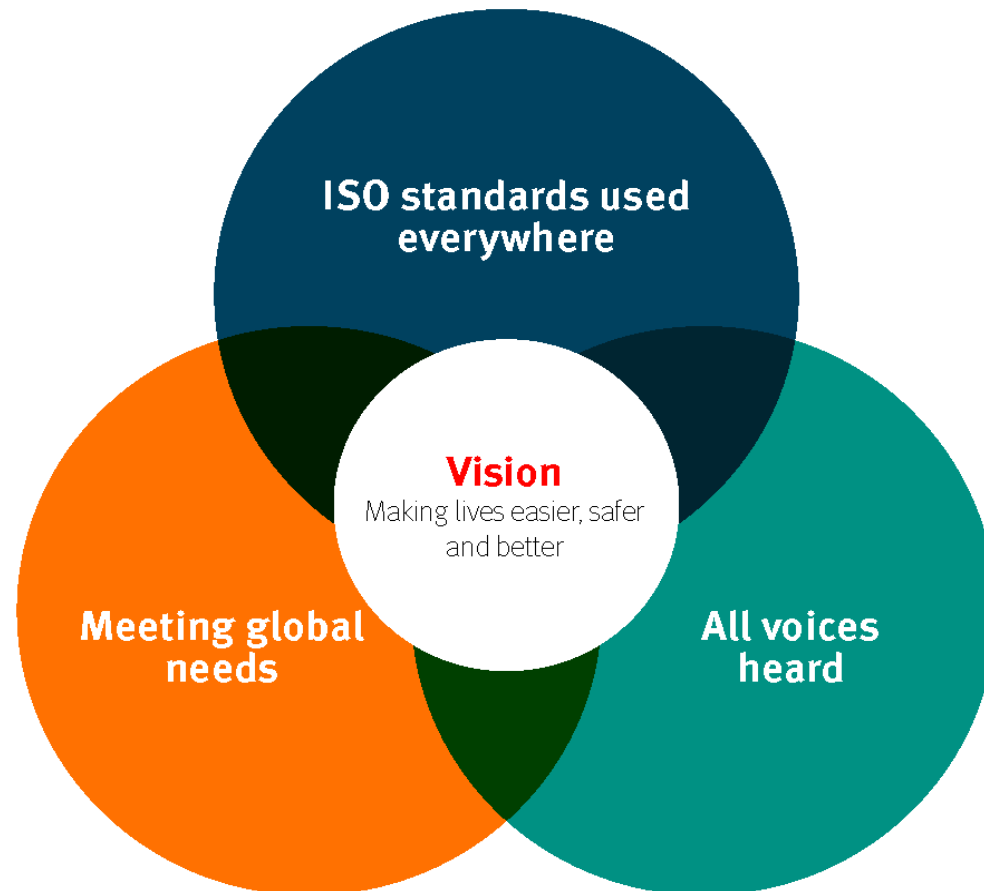 ISO standards used
everywhere
Vision
Making lives easier, safer
and better
Meeting global
needs
All voices
heard